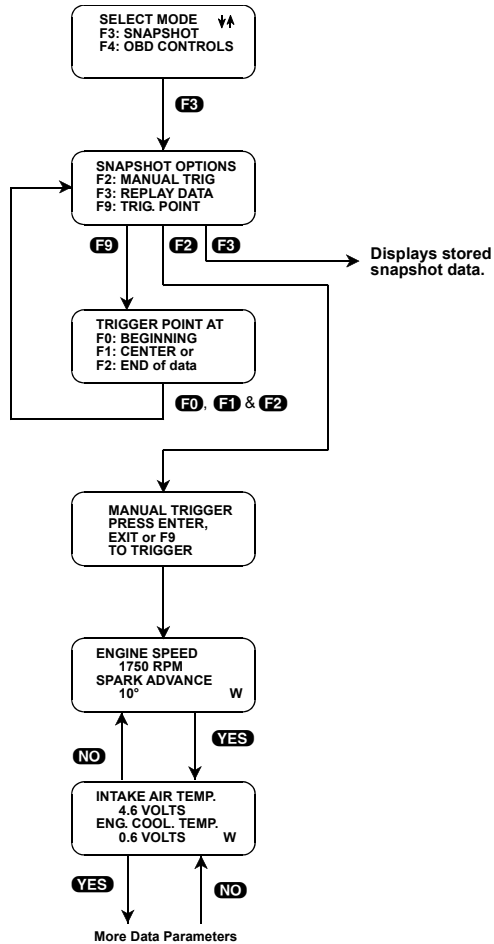 SELECT MODE
F3: SNAPSHOT
F4: OBD CONTROLS
F3
SNAPSHOT OPTIONS
F2: MANUAL TRIG
F3: REPLAY DATA
F9: TRIG. POINT
F9
F2
F3
Displays stored
snapshot data.
TRIGGER POINT AT
F0: BEGINNING
F1: CENTER or
F2: END of data
F0, F1 & F2
MANUAL TRIGGER
PRESS ENTER,
EXIT or F9
TO TRIGGER
ENGINE SPEED
1750 RPM
SPARK ADVANCE
10° W
NO
YES
INTAKE AIR TEMP.
4.6 VOLTS
ENG. COOL. TEMP.
0.6 VOLTS W
YES
NO
More Data Parameters